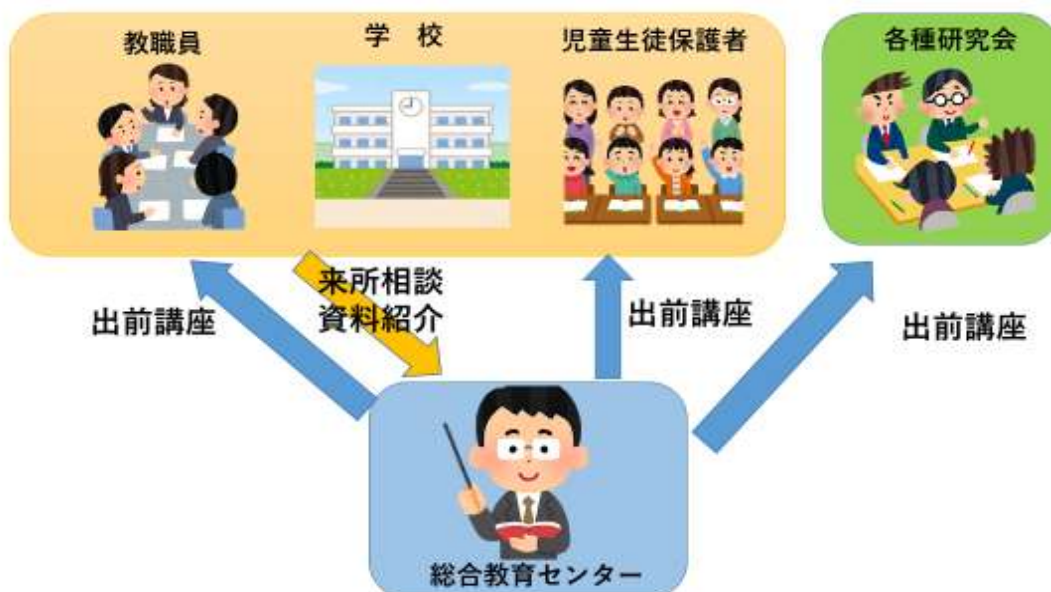 教職員
学　校
児童生徒保護者
各種研究会
出前講座
来所相談
資料紹介
出前講座
出前講座
総合教育センター